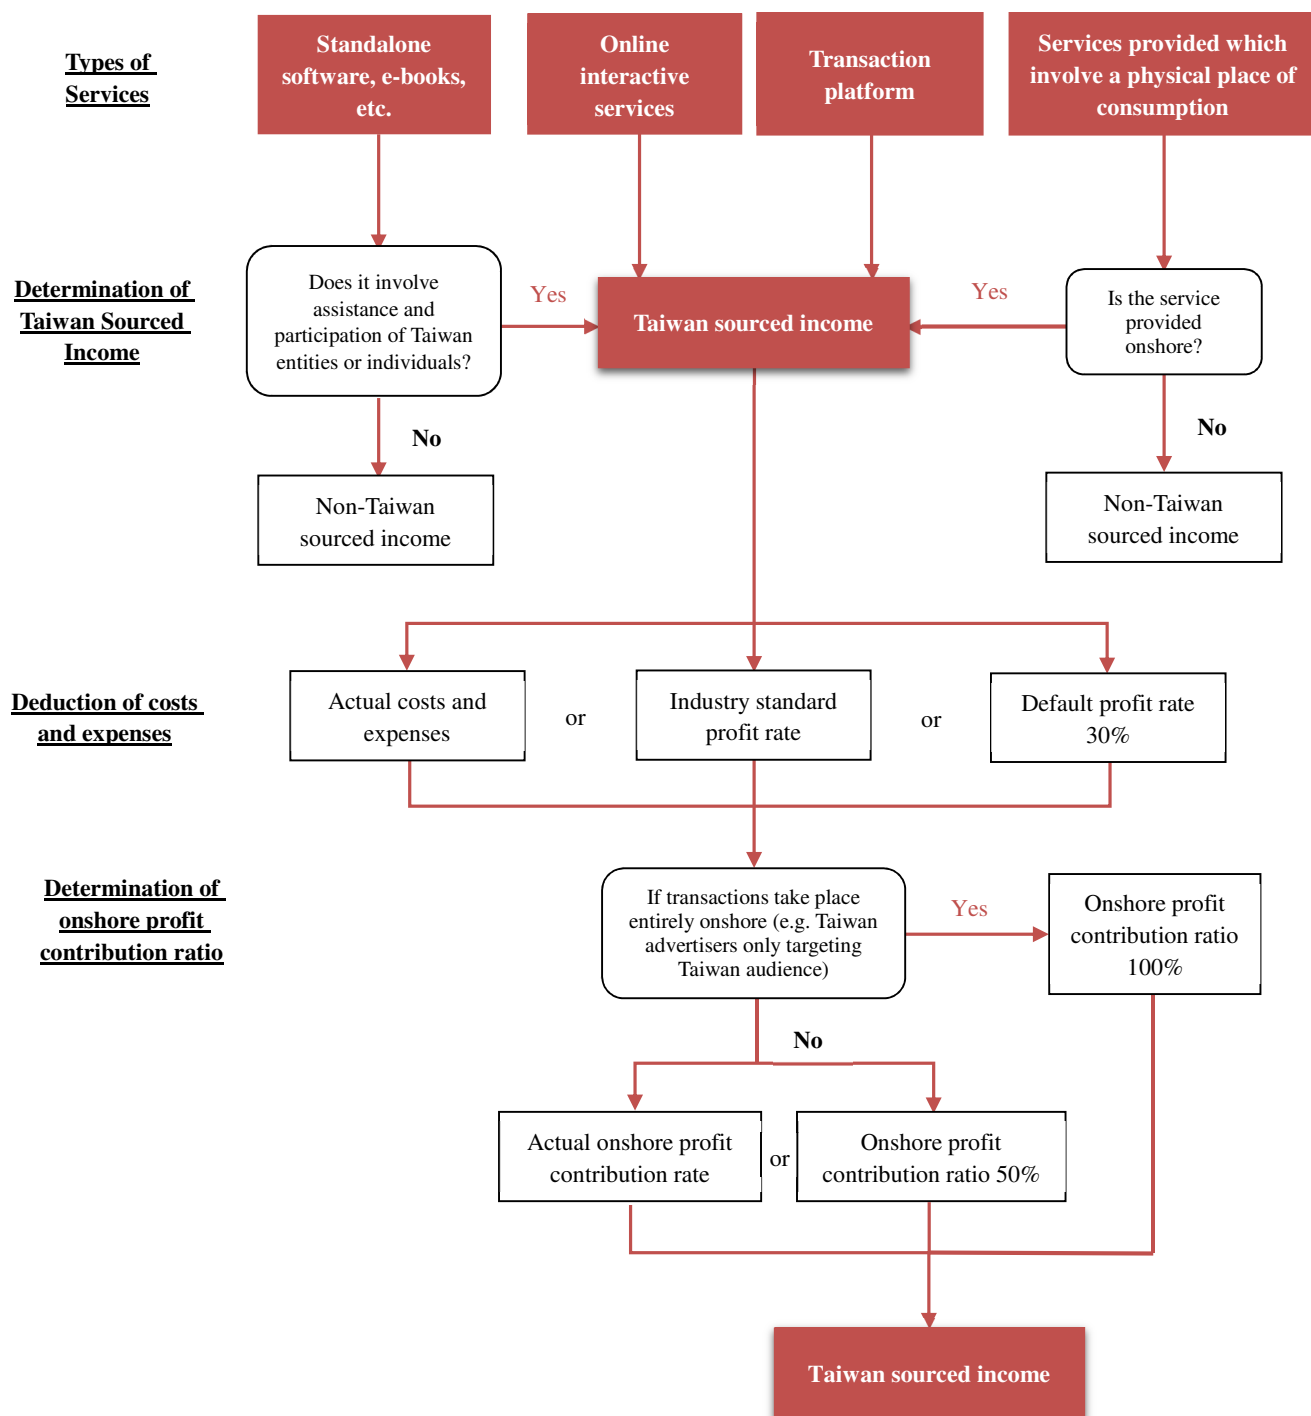 Types of
Services
Standalone
software, e-books,
etc.
Online
interactive
services
Transaction
platform
Services provided which
involve a physical place of
consumption
Determination of
Taiwan Sourced
Income
Does it involve
assistance and
participation of Taiwan
entities or individuals?
Yes
Taiwan sourced income
Yes
Is the service
provided
onshore?
No
No
Non-Taiwan
sourced income
Non-Taiwan
sourced income
Deduction of costs
and expenses
Actual costs and
expenses
or
Industry standard
profit rate
or
Default profit rate
30%
Determination of
onshore profit
contribution ratio
If transactions take place
entirely onshore (e.g. Taiwan
advertisers only targeting
Taiwan audience)
Yes
Onshore profit
contribution ratio
100%
No
Actual onshore profit
contribution rate
or
Onshore profit
contribution ratio 50%
Taiwan sourced income